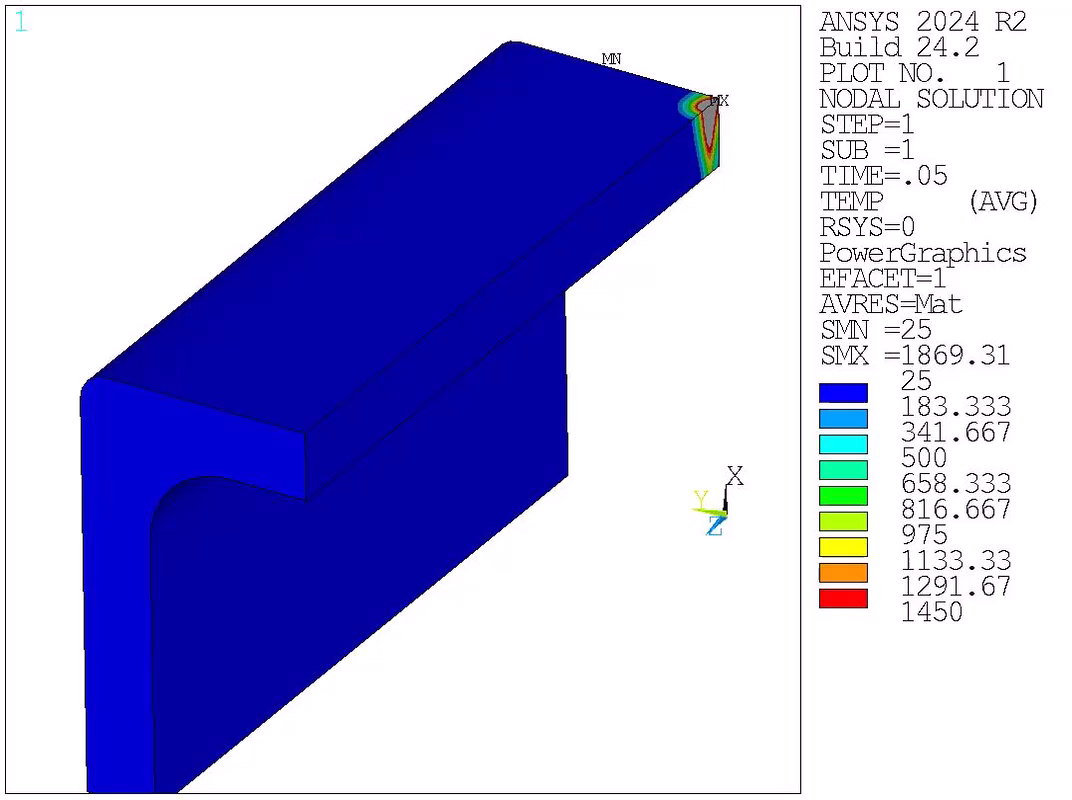 1
MN
MX
X
Y
Z
ANSYS 2024 R2
Build 24.2
PLOT NO. 1
NODAL SOLUTION
STEP=1
SUB =1
TIME=.05
TEMP (AVG)
RSYS=0
PowerGraphics
EFACET=1
AVRES=Mat
SMN =25
SMX =1869.31
25
183.333
341.667
500
658.333
816.667
975
1133.33
1291.67
1450